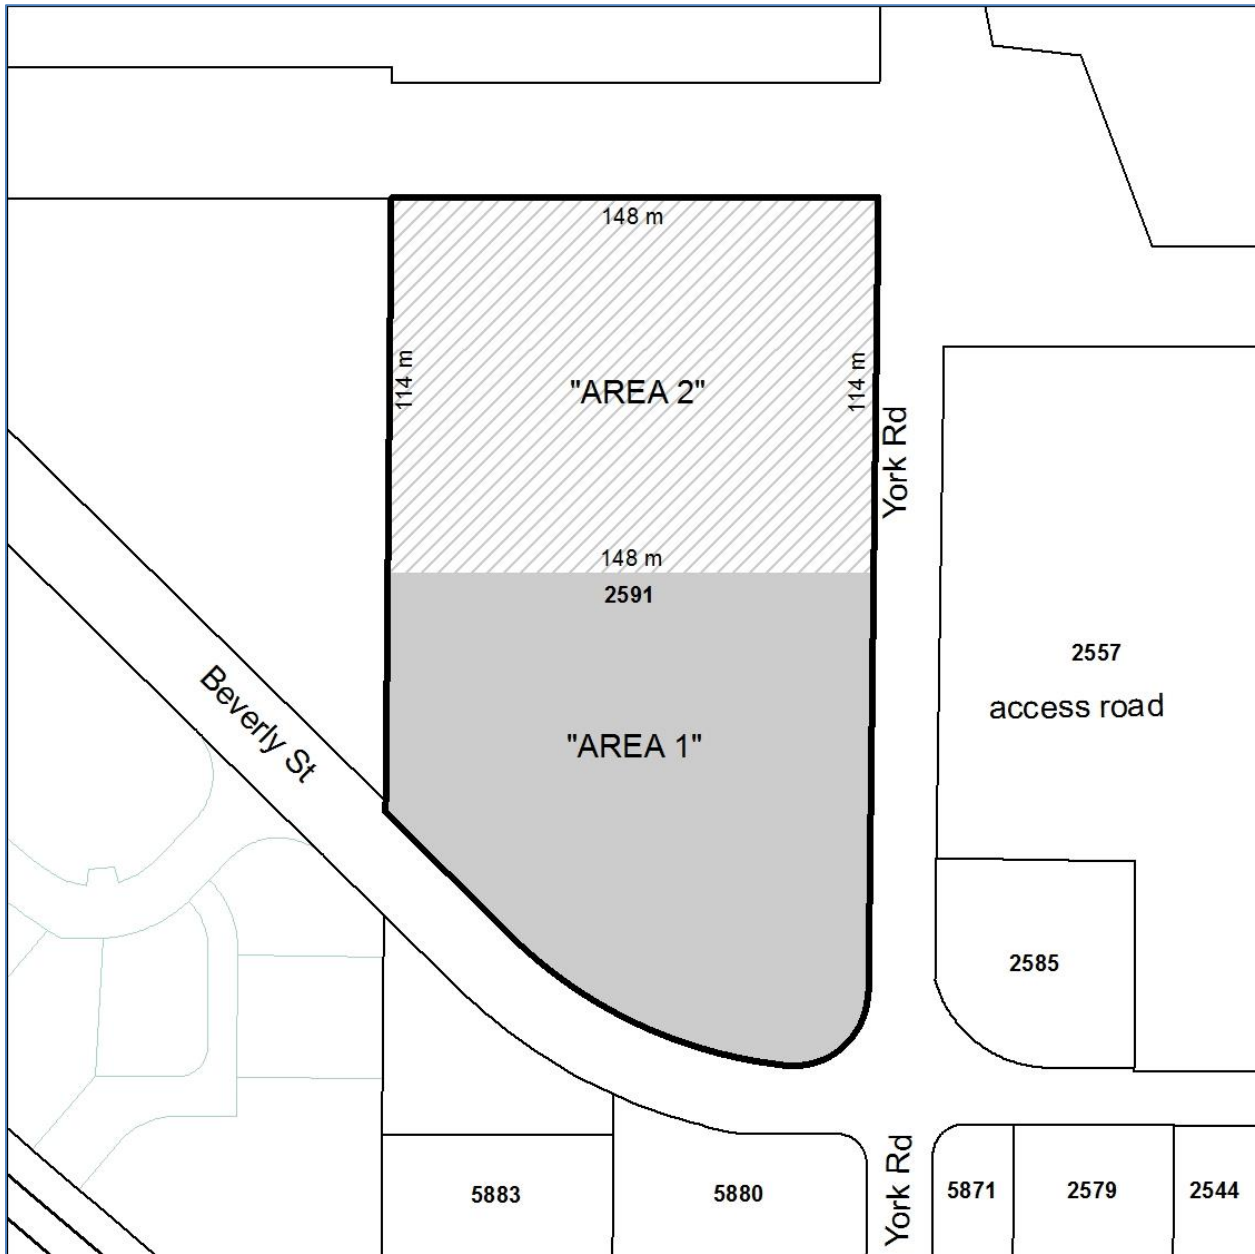 148 m
114 m
"AREA 2"
114 m
York Rd
148 m
2591
2557
access road
Beverly St
"AREA 1"
2585
5883
5880
York Rd
5871
2579
2544